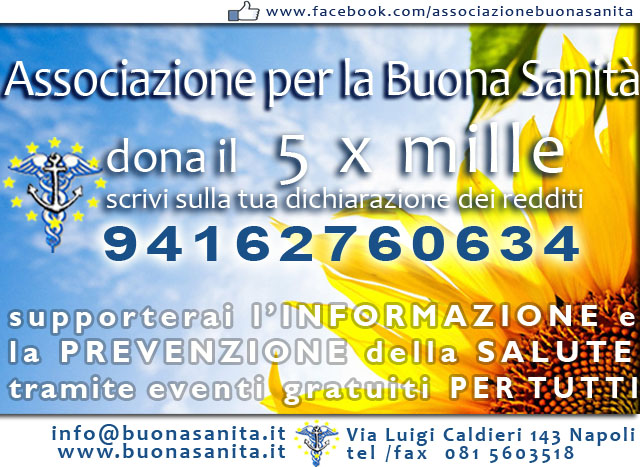 www.facebook.com/associazionebuonasanita
Associazione per la Buona Sanità
dona il 5 x mille
scrivi sulla tua dichiarazione dei redditi
94162760634
supporterai l'INFORMAZIONE e
la PREVENZIONE della SALUTE
tramite eventi gratuiti PER TUTTI
info@buonasanita.it
www.buonasanita.it
Via Luigi Caldieri 143 Napoli
tel /fax 081 5603518